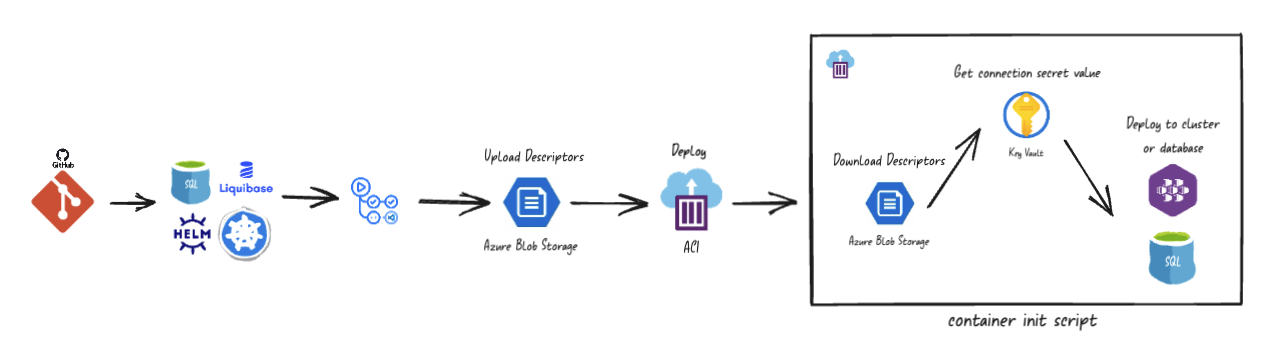 GitHub
SQL
Liquibase
HELM
Upload Descriptors
Azure Blob Storage
Deploy
ACI
Get connection secret value
Key Vault
Download Descriptors
Azure Blob Storage
Deploy to cluster
or database
SQL
container init script